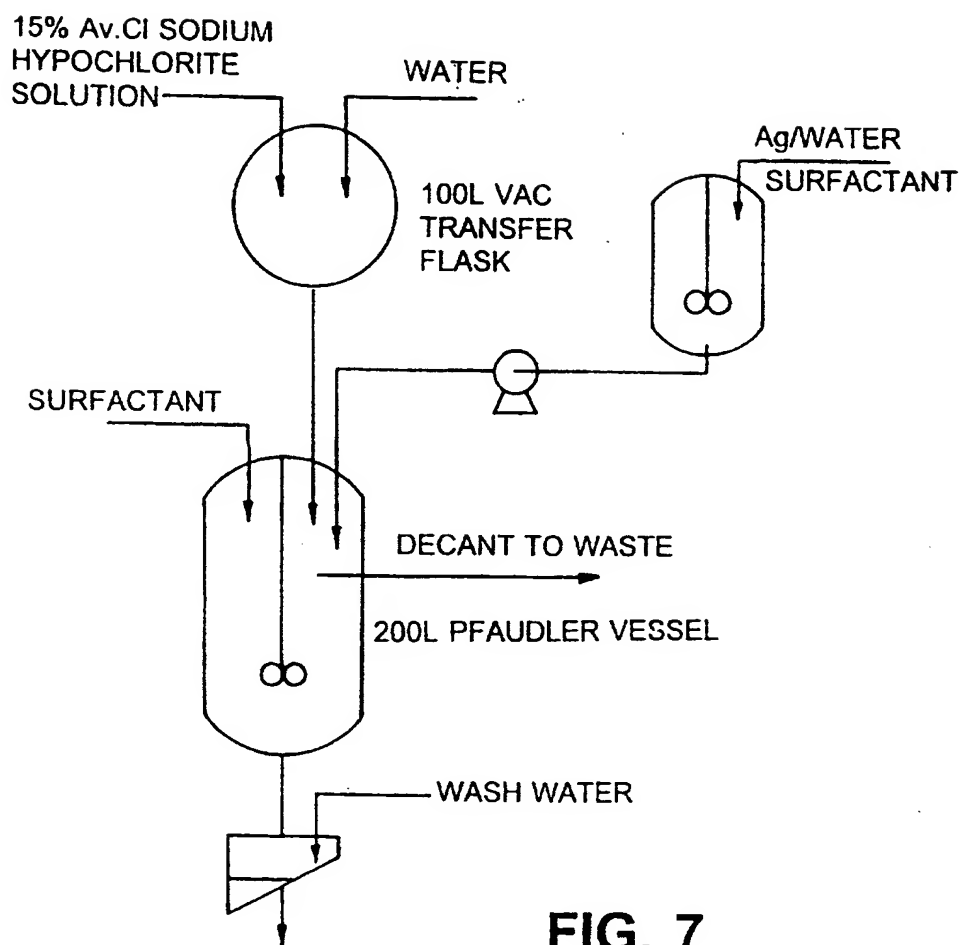 15% Av.Cl SODIUM
HYPOCHLORITE
SOLUTION
WATER
Ag/WATER
SURFACTANT
100L VAC
TRANSFER
FLASK
SURFACTANT
DECANT TO WASTE
200L PFAUDLER VESSEL
WASH WATER
FIG. 7